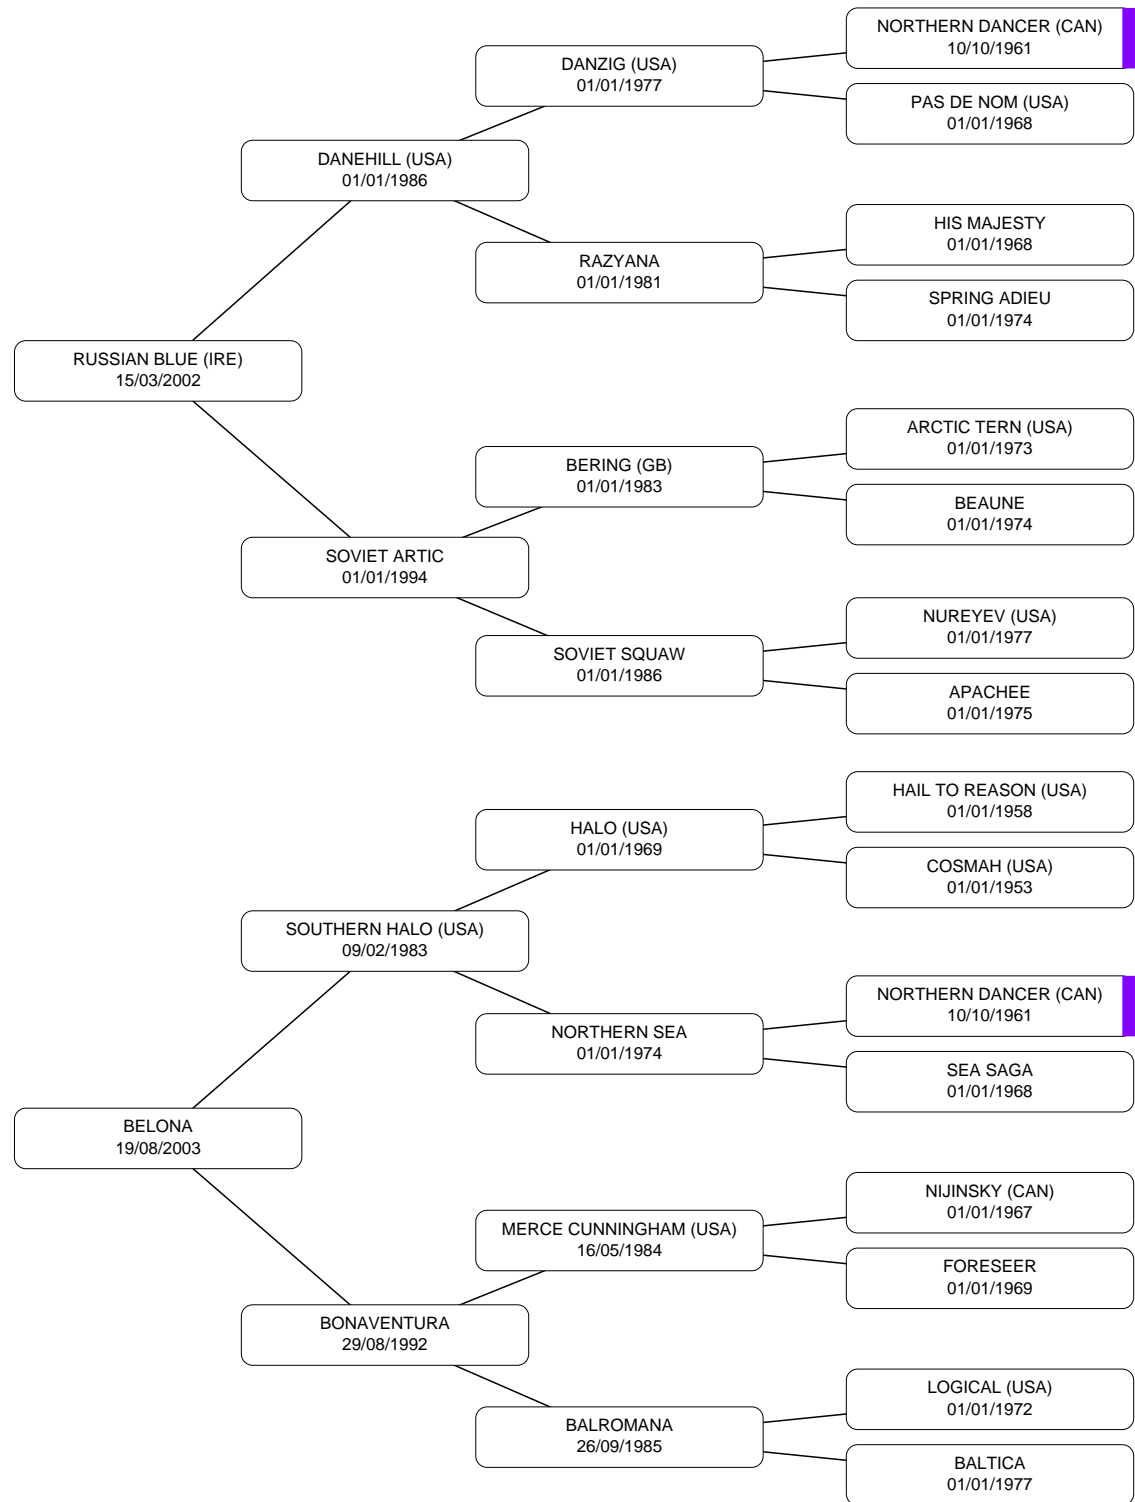 NORTHERN DANCER (CAN)
10/10/1961
DANZIG (USA)
01/01/1977
PAS DE NOM (USA)
01/01/1968
DANEHILL (USA)
01/01/1986
HIS MAJESTY
01/01/1968
RAZYANA
01/01/1981
SPRING ADIEU
01/01/1974
RUSSIAN BLUE (IRE)
15/03/2002
ARCTIC TERN (USA)
01/01/1973
BERING (GB)
01/01/1983
BEAUNE
01/01/1974
SOVIET ARTIC
01/01/1994
NUREYEV (USA)
01/01/1977
SOVIET SQUAW
01/01/1986
APACHEE
01/01/1975
HAIL TO REASON (USA)
01/01/1958
HALO (USA)
01/01/1969
COSMAH (USA)
01/01/1953
SOUTHERN HALO (USA)
09/02/1983
NORTHERN DANCER (CAN)
10/10/1961
NORTHERN SEA
01/01/1974
SEA SAGA
01/01/1968
BELONA
19/08/2003
NIJINSKY (CAN)
01/01/1967
MERCE CUNNINGHAM (USA)
16/05/1984
FORESEER
01/01/1969
BONAVENTURA
29/08/1992
LOGICAL (USA)
01/01/1972
BALROMANA
26/09/1985
BALTICA
01/01/1977